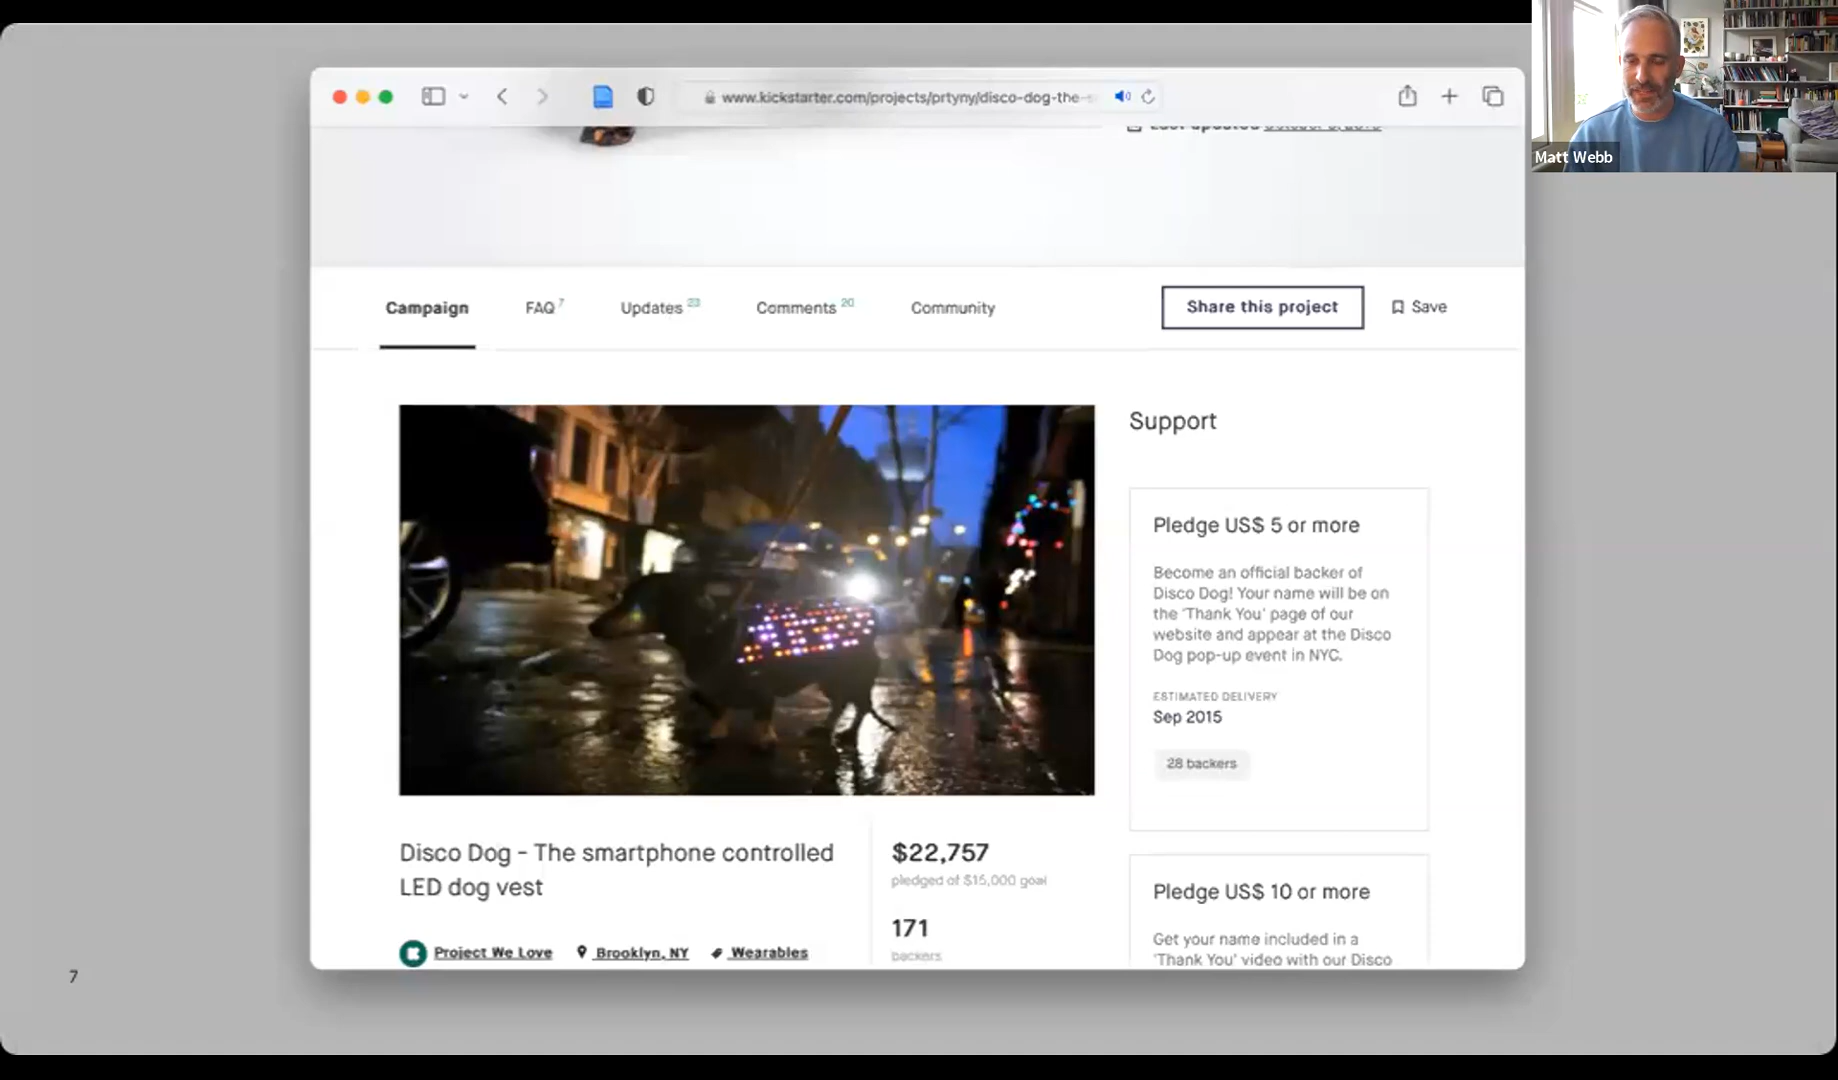 www.kickstarter.com/projects/prtyny/disco-dog-the-
Matt Webb
Last updated
Campaign
FAQ 7
Updates 23
Comments 20
Community
Share this project
Save
Support
Pledge US$ 5 or more
Become an official backer of
Disco Dog! Your name will be on
the 'Thank You' page of our
website and appear at the Disco
Dog pop-up event in NYC.
ESTIMATED DELIVERY
Sep 2015
28 backers
Disco Dog - The smartphone controlled
LED dog vest
$22,757
pledged of $15,000 goal
171
backers
Project We Love
Brooklyn, NY
Wearables
Pledge US$ 10 or more
Get your name included in a
'Thank You' video with our Disco
7